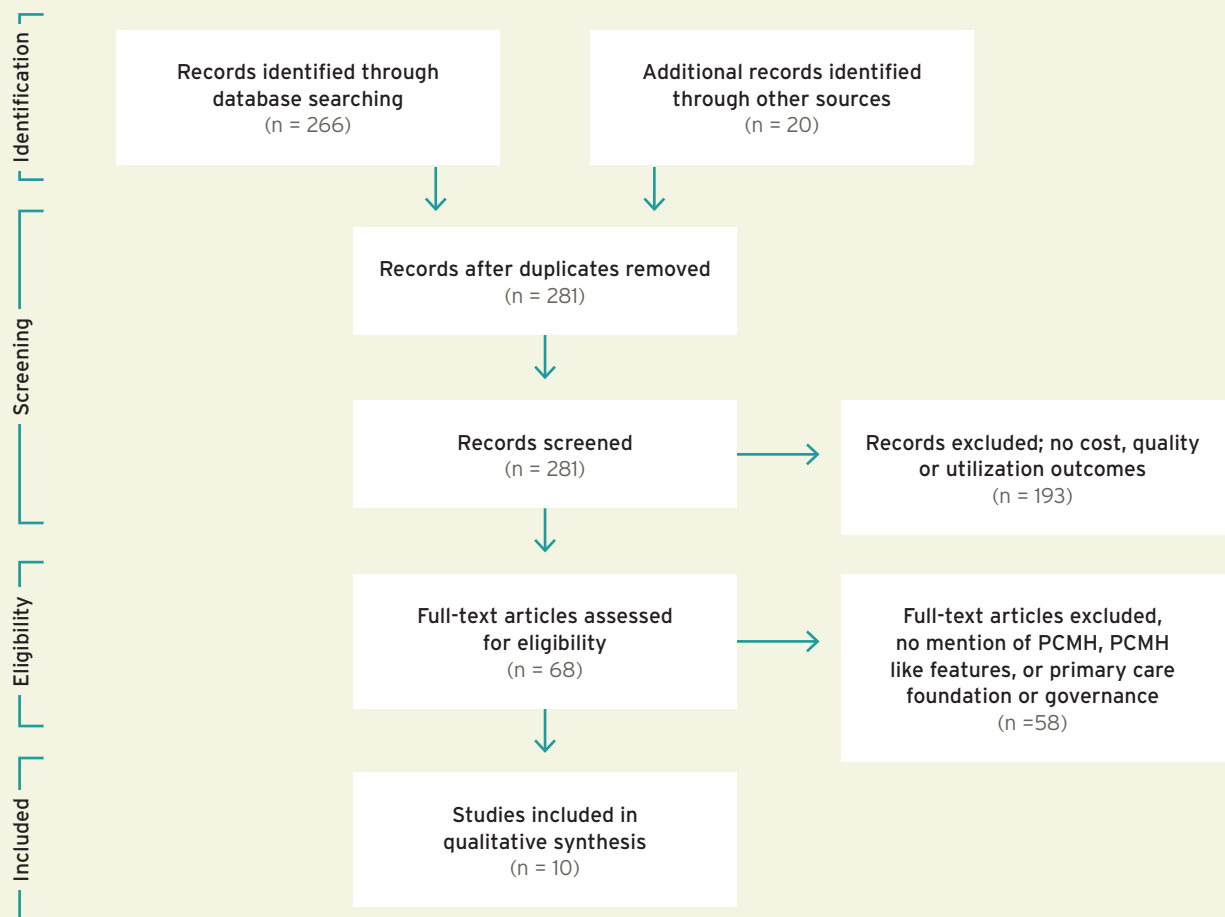 Identification
Records identified through
database searching
(n = 266)
Additional records identified
through other sources
(n = 20)
Screening
Records after duplicates removed
(n = 281)
Records screened
(n = 281)
Records excluded; no cost, quality
or utilization outcomes
(n = 193)
Eligibility
Full-text articles assessed
for eligibility
(n = 68)
Full-text articles excluded,
no mention of PCMH, PCMH
like features, or primary care
foundation or governance
(n =58)
Included
Studies included in
qualitative synthesis
(n = 10)